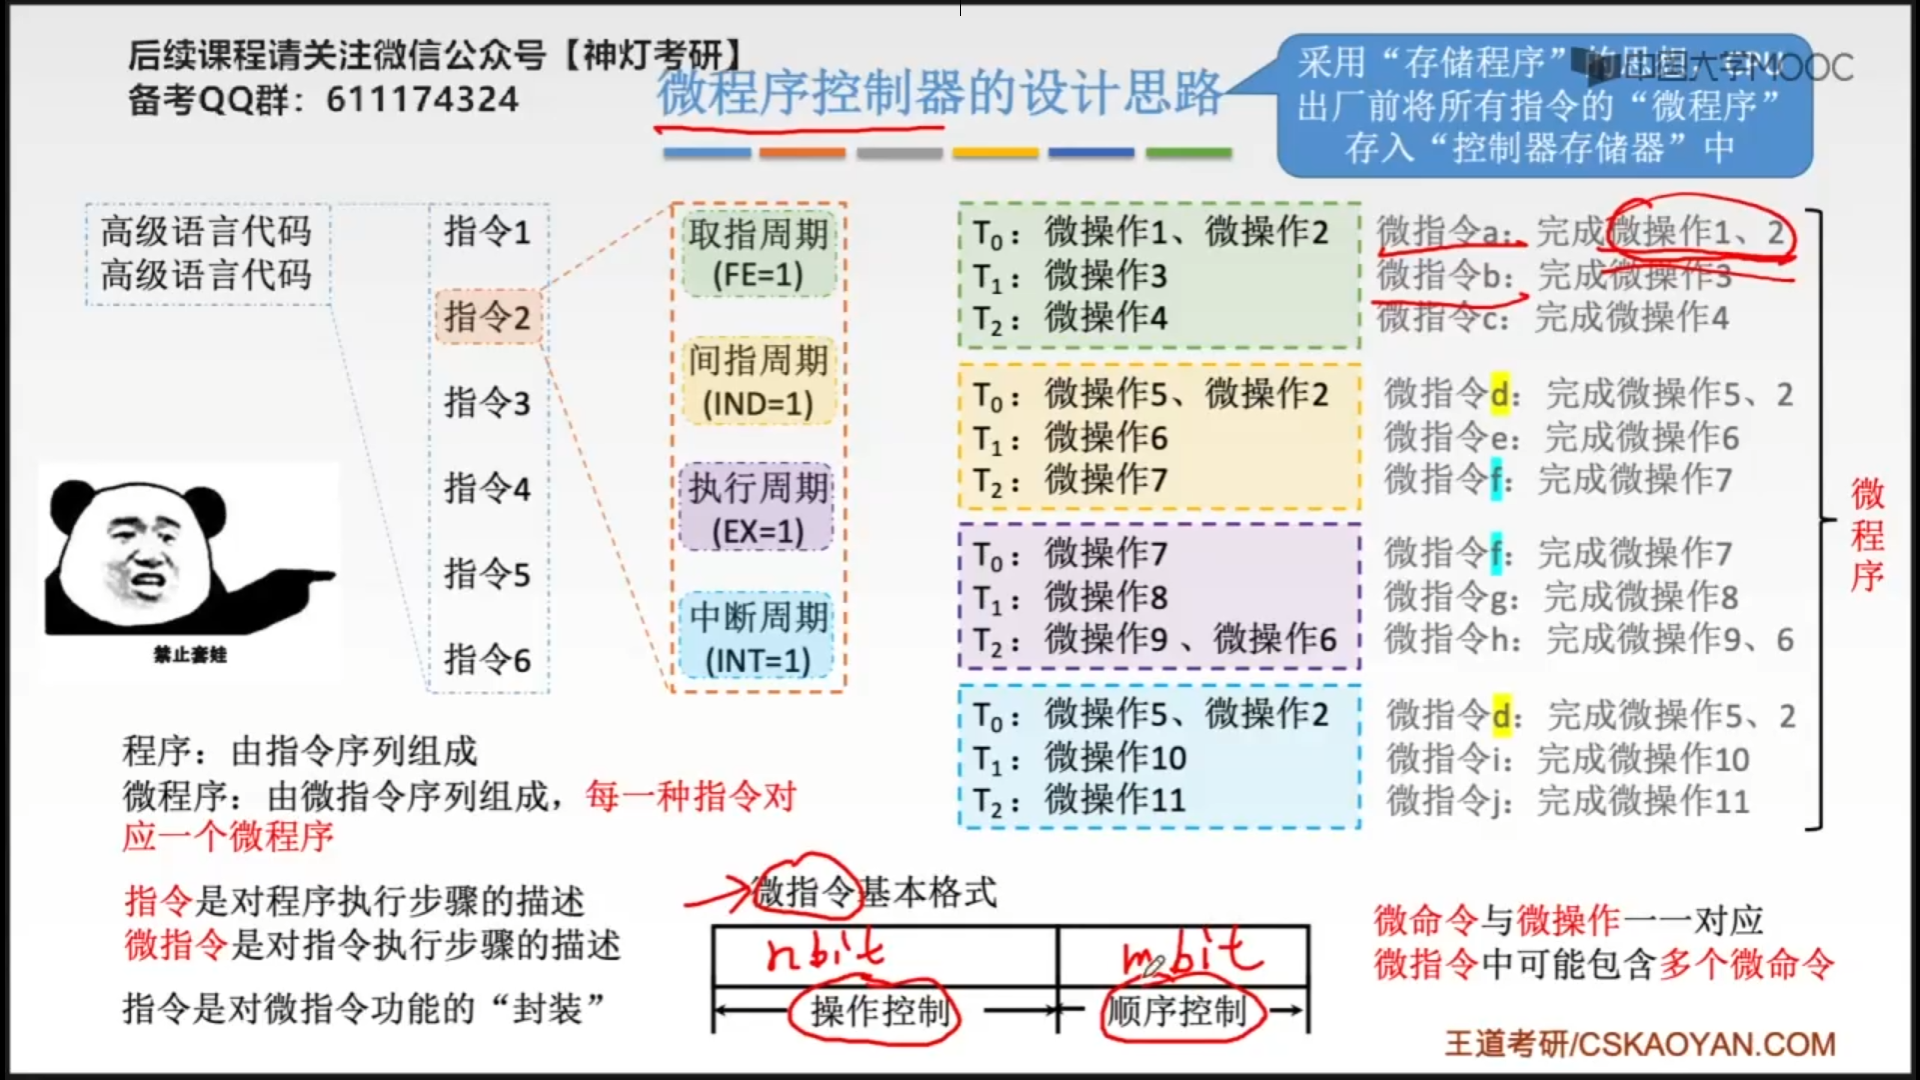 后续课程请关注微信公众号【神灯考研】
备考QQ群：611174324
微程序控制器的设计思路
采用“存储程序”的思想，CPU
出厂前将所有指令的“微程序”
存入“控制器存储器”中
中国大学MOOC
高级语言代码
高级语言代码
指令1
指令2
指令3
指令4
指令5
指令6
取指周期
(FE=1)
间指周期
(IND=1)
执行周期
(EX=1)
中断周期
(INT=1)
T₀：微操作1、微操作2
T₁：微操作3
T₂：微操作4
T₀：微操作5、微操作2
T₁：微操作6
T₂：微操作7
T₀：微操作7
T₁：微操作8
T₂：微操作9 、微操作6
T₀：微操作5、微操作2
T₁：微操作10
T₂：微操作11
微指令a：完成微操作1、2
微指令b：完成微操作3
微指令c：完成微操作4
微指令d：完成微操作5、2
微指令e：完成微操作6
微指令f：完成微操作7
微指令f：完成微操作7
微指令g：完成微操作8
微指令h：完成微操作9、6
微指令d：完成微操作5、2
微指令i：完成微操作10
微指令j：完成微操作11
微程序
禁止套娃
程序：由指令序列组成
微程序：由微指令序列组成，每一种指令对
应一个微程序
指令是对程序执行步骤的描述
微指令是对指令执行步骤的描述
指令是对微指令功能的“封装”
微指令基本格式
nbit
mbit
操作控制
顺序控制
微命令与微操作一一对应
微指令中可能包含多个微命令
王道考研/CSKAOYAN.COM